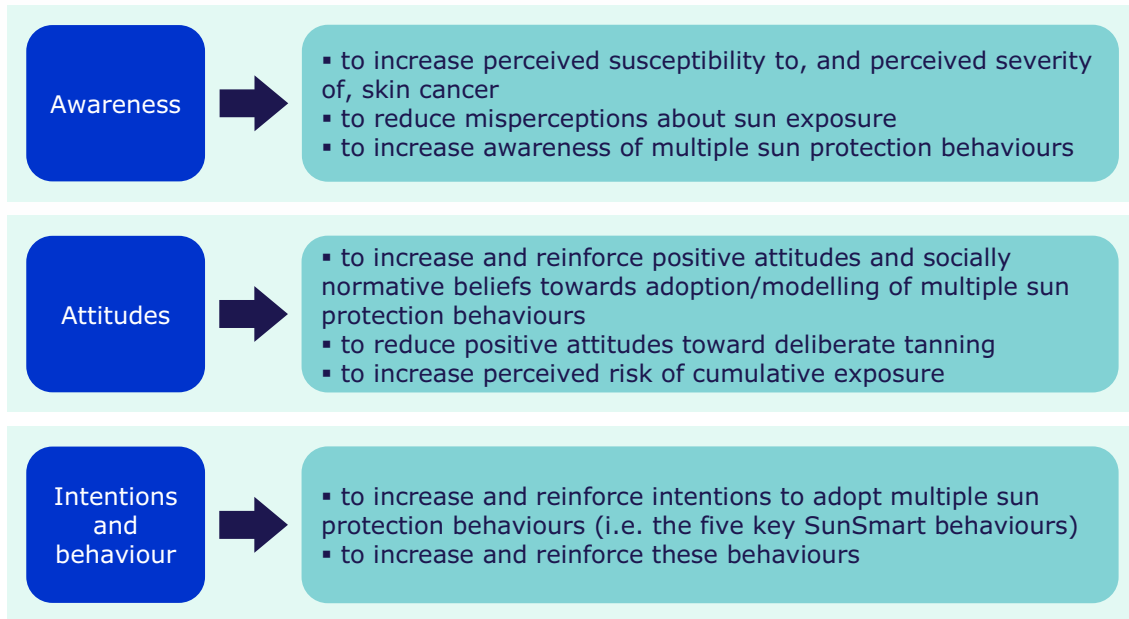 Awareness
▪ to increase perceived susceptibility to, and perceived severity
of, skin cancer
▪ to reduce misperceptions about sun exposure
▪ to increase awareness of multiple sun protection behaviours
Attitudes
▪ to increase and reinforce positive attitudes and socially
normative beliefs towards adoption/modelling of multiple sun
protection behaviours
▪ to reduce positive attitudes toward deliberate tanning
▪ to increase perceived risk of cumulative exposure
Intentions
and
behaviour
▪ to increase and reinforce intentions to adopt multiple sun
protection behaviours (i.e. the five key SunSmart behaviours)
▪ to increase and reinforce these behaviours